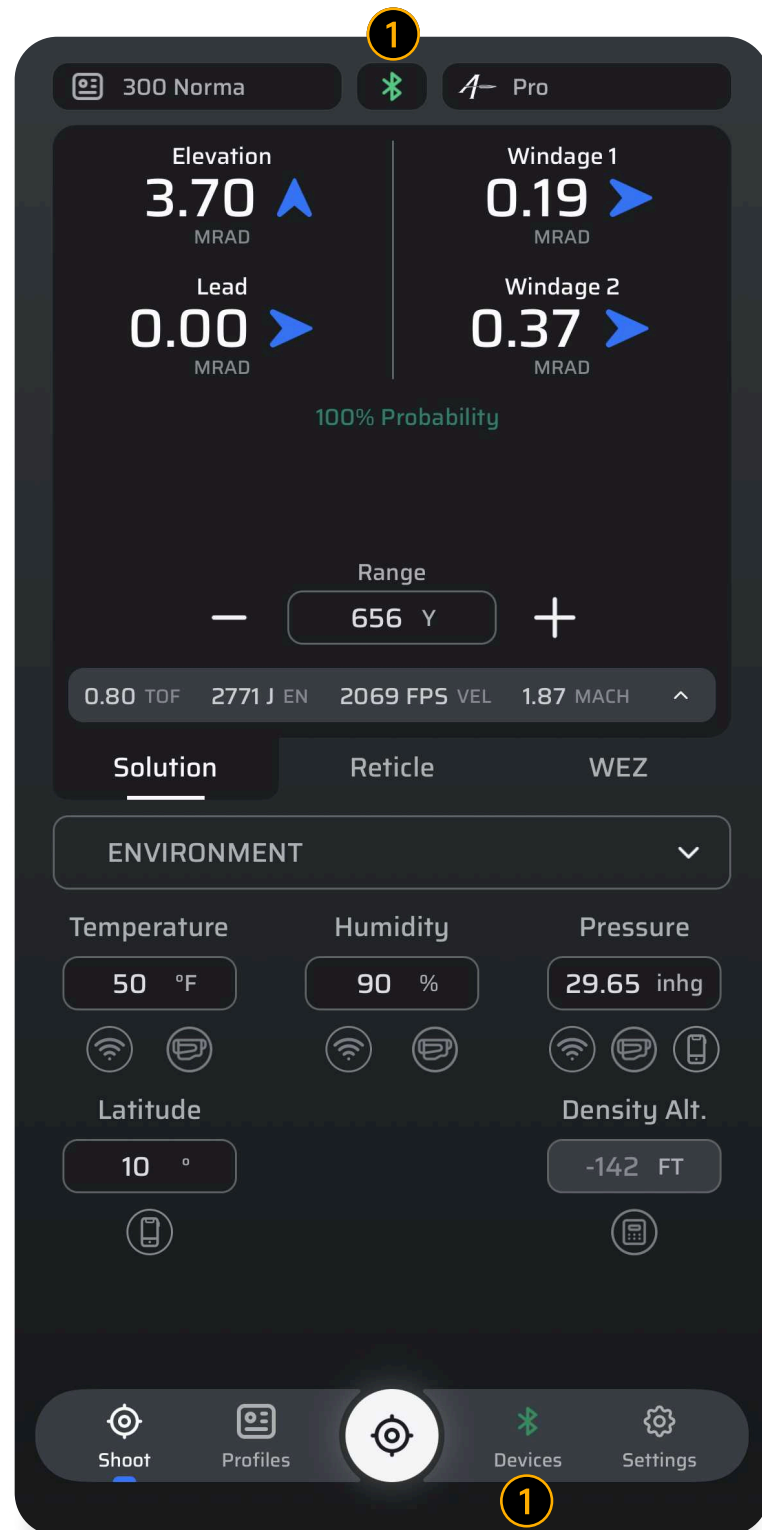 1
300 Norma A Pro
Elevation Windage 1
3.70 0.19
MRAD MRAD
Lead Windage 2
0.00 0.37
MRAD MRAD
100% Probability
Range
656 Y
0.80 TOF 2771 J EN 2069 FPS VEL 1.87 MACH
Solution Reticle WEZ
ENVIRONMENT
Temperature Humidity Pressure
50 °F 90 % 29.65 inhg
Latitude Density Alt.
10 ° -142 FT
Shoot Profiles Devices Settings
1